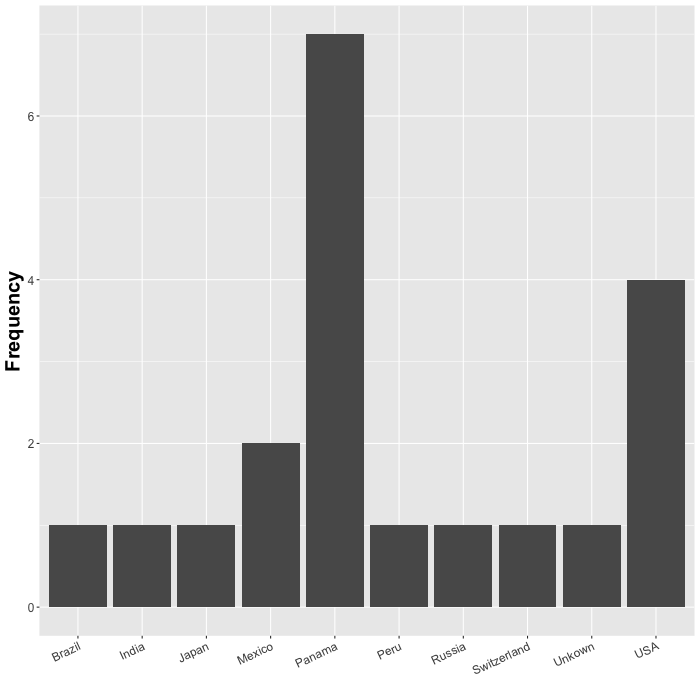 Frequency
6
4
2
0
Brazil
India
Japan
Mexico
Panama
Peru
Russia
Switzerland
Unkown
USA